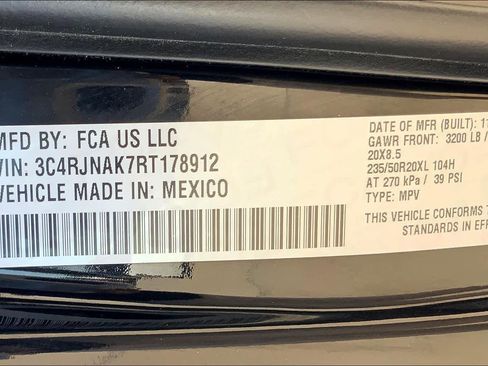 MFD BY: FCA US LLC
VIN: 3C4RJNAK7RT178912
VEHICLE MADE IN: MEXICO
DATE OF MFR (BUILT): 11
GAWR FRONT: 3200 LB /
20X8.5
235/50R20XL 104H
AT 270 kPa / 39 PSI
TYPE: MPV
THIS VEHICLE CONFORMS T
STANDARDS IN EFF